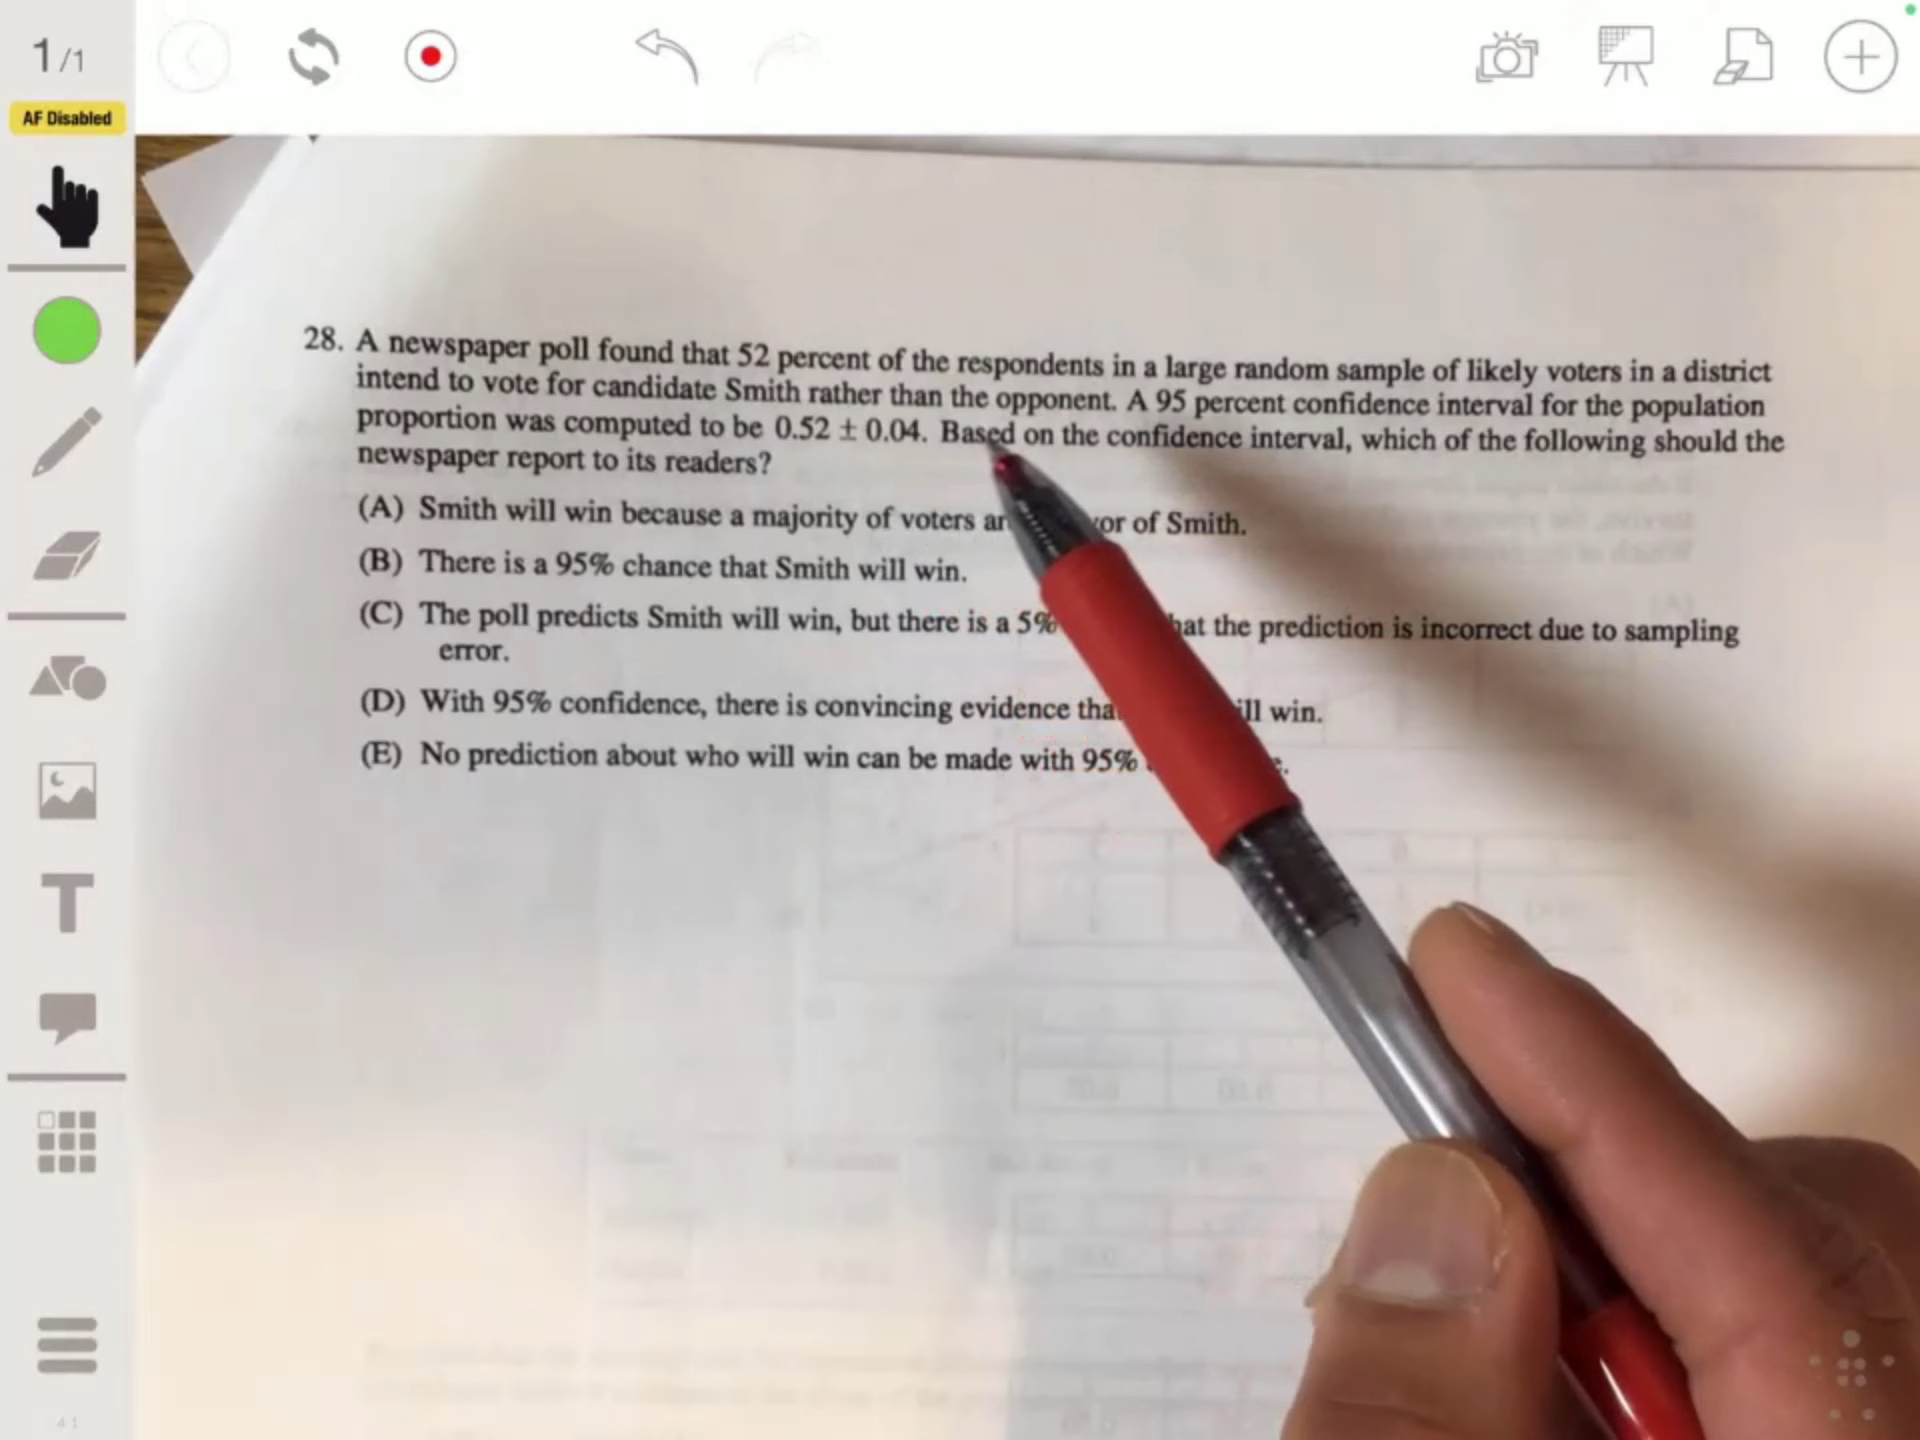 1/1
AF Disabled
28. A newspaper poll found that 52 percent of the respondents in a large random sample of likely voters in a district
intend to vote for candidate Smith rather than the opponent. A 95 percent confidence interval for the population
proportion was computed to be 0.52 ± 0.04. Based on the confidence interval, which of the following should the
newspaper report to its readers?
(A) Smith will win because a majority of voters of Smith.
(B) There is a 95% chance that Smith will win.
(C) The poll predicts Smith will win, but there is a 5% the prediction is incorrect due to sampling
error.
(D) With 95% confidence, there is convincing evidence win.
(E) No prediction about who will win can be made with 95%
T
41